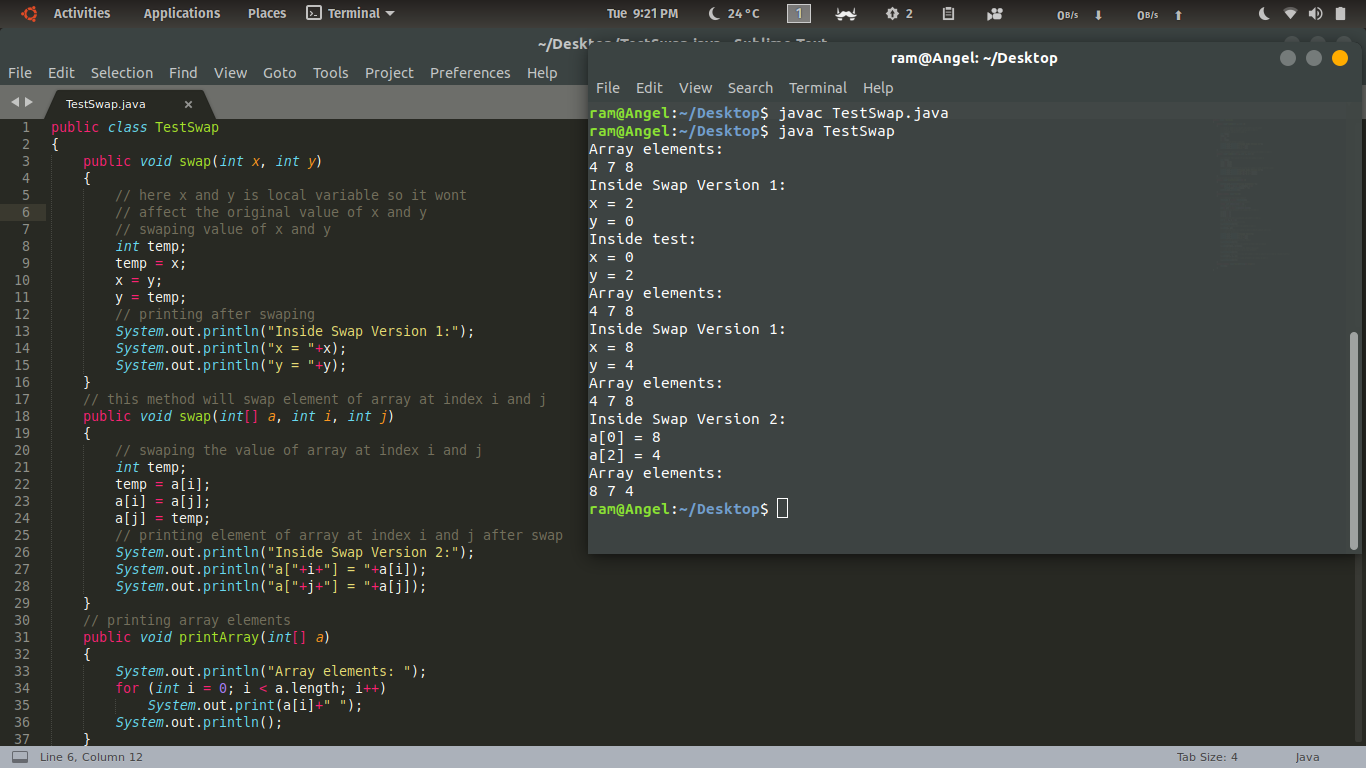 Activities Applications Places Terminal Tue 9:21 PM 24 °C 1 2 0B/s 0B/s
~/Desktop/TestSwap.java - Sublime Text
File Edit Selection Find View Goto Tools Project Preferences Help
TestSwap.java ×
1 public class TestSwap
2 {
3 public void swap(int x, int y)
4 {
5 // here x and y is local variable so it wont
6 // affect the original value of x and y
7 // swaping value of x and y
8 int temp;
9 temp = x;
10 x = y;
11 y = temp;
12 // printing after swaping
13 System.out.println("Inside Swap Version 1:");
14 System.out.println("x = "+x);
15 System.out.println("y = "+y);
16 }
17 // this method will swap element of array at index i and j
18 public void swap(int[] a, int i, int j)
19 {
20 // swaping the value of array at index i and j
21 int temp;
22 temp = a[i];
23 a[i] = a[j];
24 a[j] = temp;
25 // printing element of array at index i and j after swap
26 System.out.println("Inside Swap Version 2:");
27 System.out.println("a["+i+"] = "+a[i]);
28 System.out.println("a["+j+"] = "+a[j]);
29 }
30 // printing array elements
31 public void printArray(int[] a)
32 {
33 System.out.println("Array elements: ");
34 for (int i = 0; i < a.length; i++)
35 System.out.print(a[i]+" ");
36 System.out.println();
37 }
Line 6, Column 12 Tab Size: 4 Java
ram@Angel: ~/Desktop
File Edit View Search Terminal Help
ram@Angel:~/Desktop$ javac TestSwap.java
ram@Angel:~/Desktop$ java TestSwap
Array elements:
4 7 8
Inside Swap Version 1:
x = 2
y = 0
Inside test:
x = 0
y = 2
Array elements:
4 7 8
Inside Swap Version 1:
x = 8
y = 4
Array elements:
4 7 8
Inside Swap Version 2:
a[0] = 8
a[2] = 4
Array elements:
8 7 4
ram@Angel:~/Desktop$